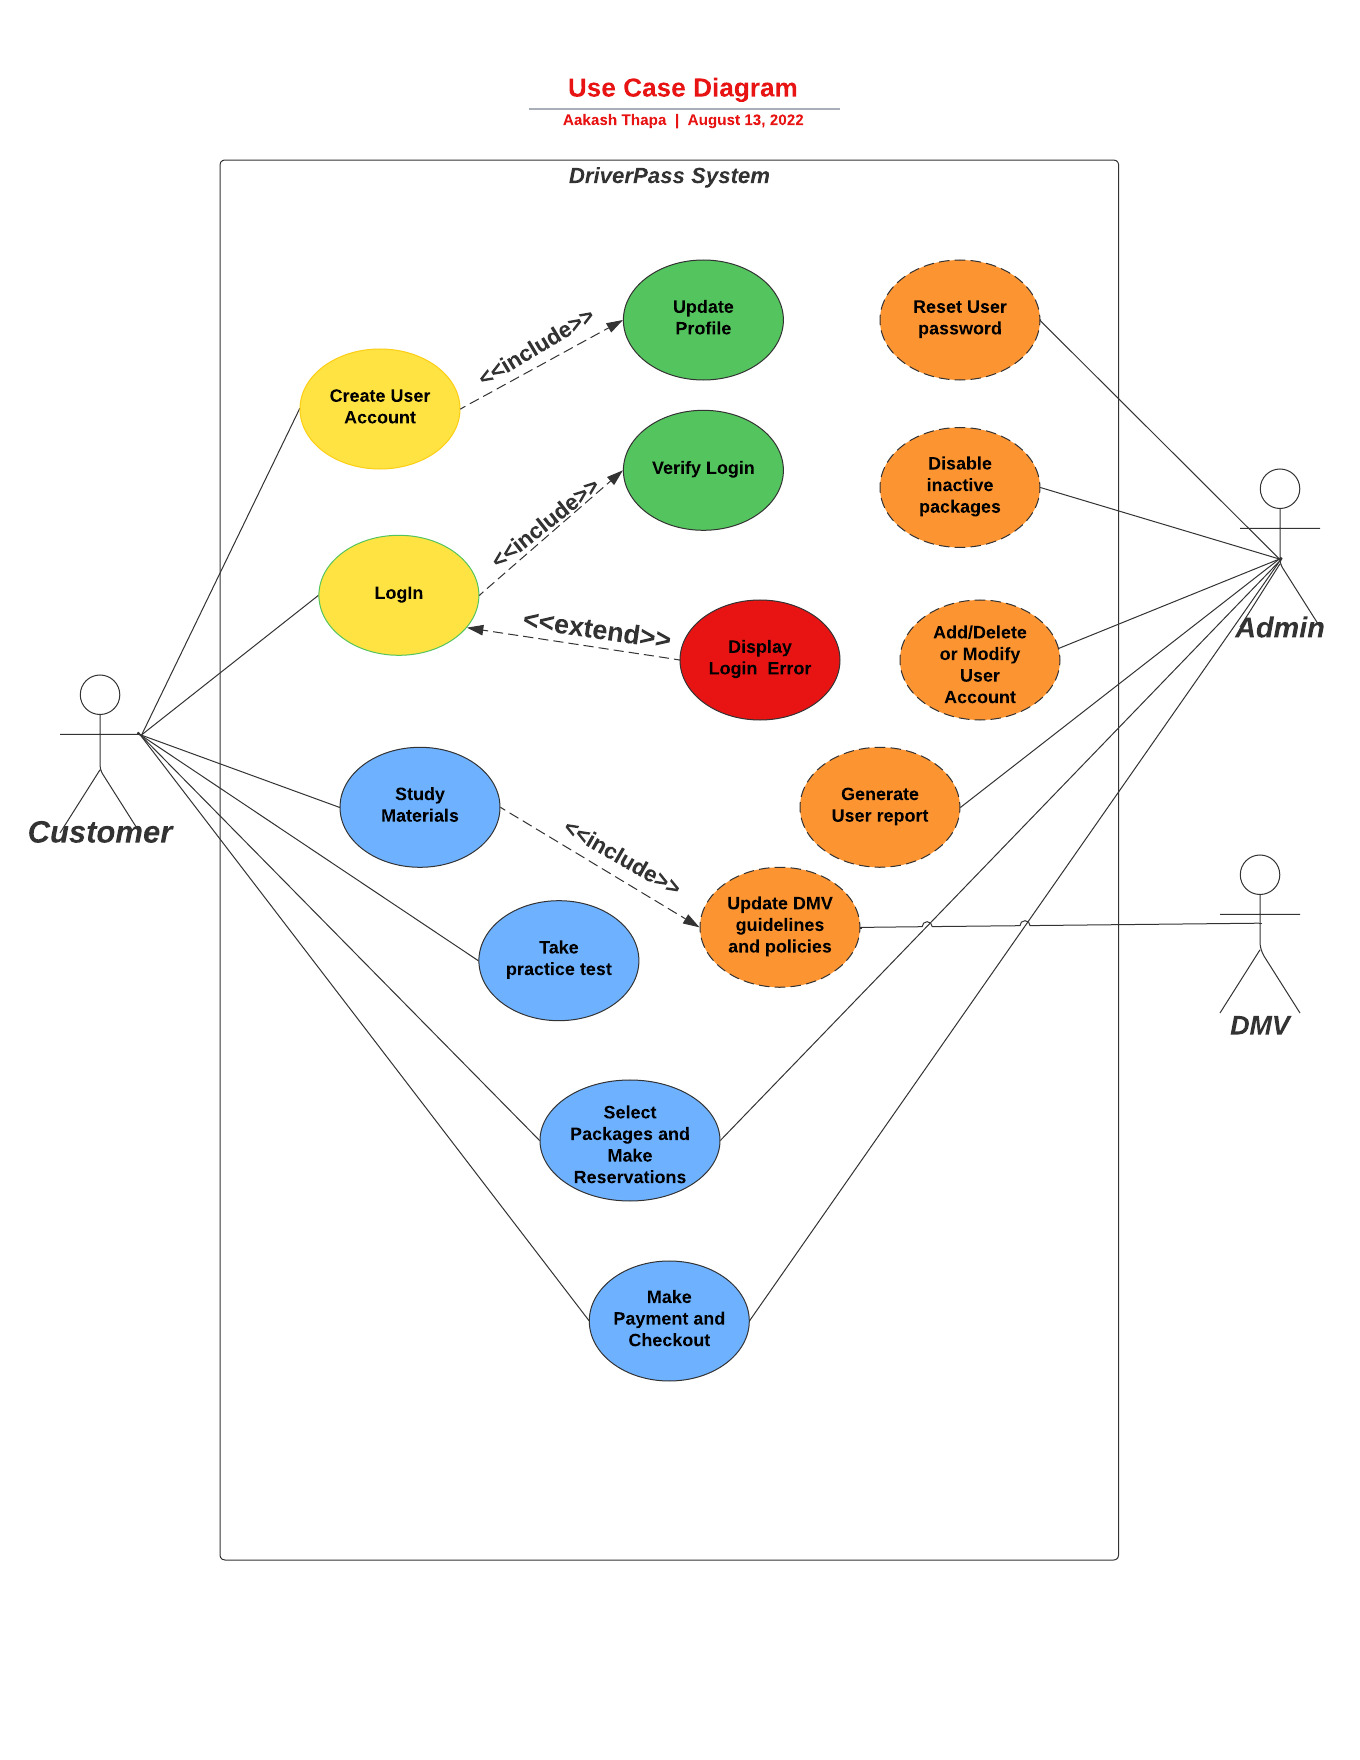 Use Case Diagram
Aakash Thapa | August 13, 2022
DriverPass System
Update
Profile
Reset User
password
<<include>>
Create User
Account
Verify Login
Disable
inactive
packages
<<include>>
LogIn
<<extend>>
Display
Login Error
Add/Delete
or Modify
User
Account
Admin
Customer
Study
Materials
Generate
User report
<<include>>
Update DMV
guidelines
and policies
Take
practice test
DMV
Select
Packages and
Make
Reservations
Make
Payment and
Checkout